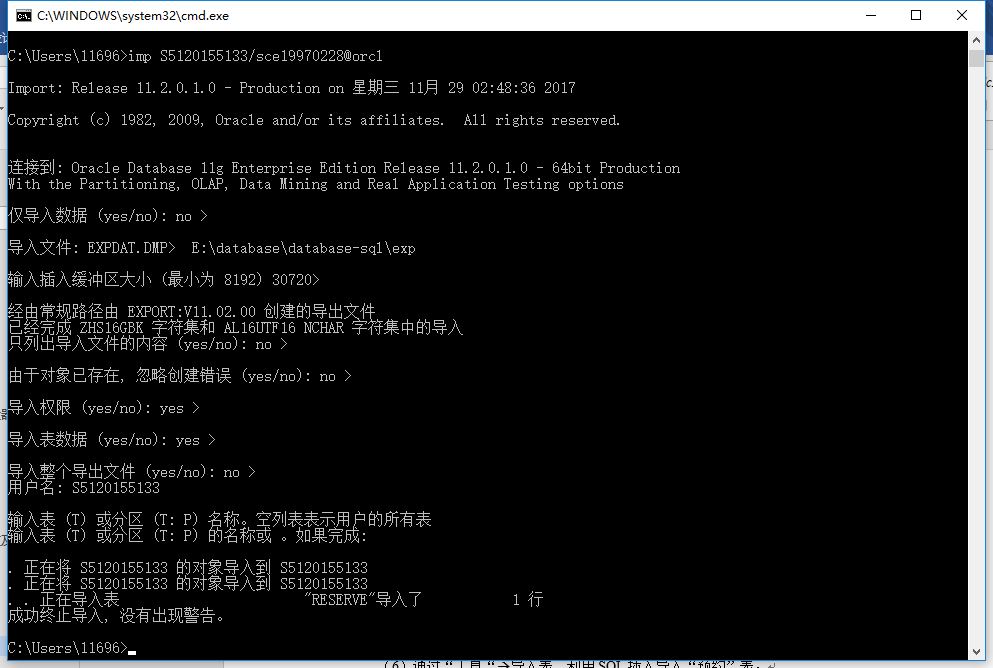 C:\WINDOWS\system32\cmd.exe
C:\Users\11696>imp S5120155133/sce19970228@orcl
Import: Release 11.2.0.1.0 - Production on 星期三 11月 29 02:48:36 2017
Copyright (c) 1982, 2009, Oracle and/or its affiliates.  All rights reserved.
连接到: Oracle Database 11g Enterprise Edition Release 11.2.0.1.0 - 64bit Production
With the Partitioning, OLAP, Data Mining and Real Application Testing options
仅导入数据 (yes/no): no >
导入文件: EXPDAT.DMP>  E:\database\database-sql\exp
输入插入缓冲区大小 (最小为 8192) 30720>
经由常规路径由 EXPORT:V11.02.00 创建的导出文件
已经完成 ZHS16GBK 字符集和 AL16UTF16 NCHAR 字符集中的导入
只列出导入文件的内容 (yes/no): no >
由于对象已存在, 忽略创建错误 (yes/no): no >
导入权限 (yes/no): yes >
导入表数据 (yes/no): yes >
导入整个导出文件 (yes/no): no >
用户名: S5120155133
输入表 (T) 或分区 (T: P) 名称。空列表表示用户的所有表
输入表 (T) 或分区 (T: P) 的名称或 。如果完成:
. 正在将 S5120155133 的对象导入到 S5120155133
. 正在将 S5120155133 的对象导入到 S5120155133
. . 正在导入表 "RESERVE"导入了 1 行
成功终止导入, 没有出现警告。
C:\Users\11696>
(6) 通过“工具“→导入表，利用SQL插入导入“预约”表。